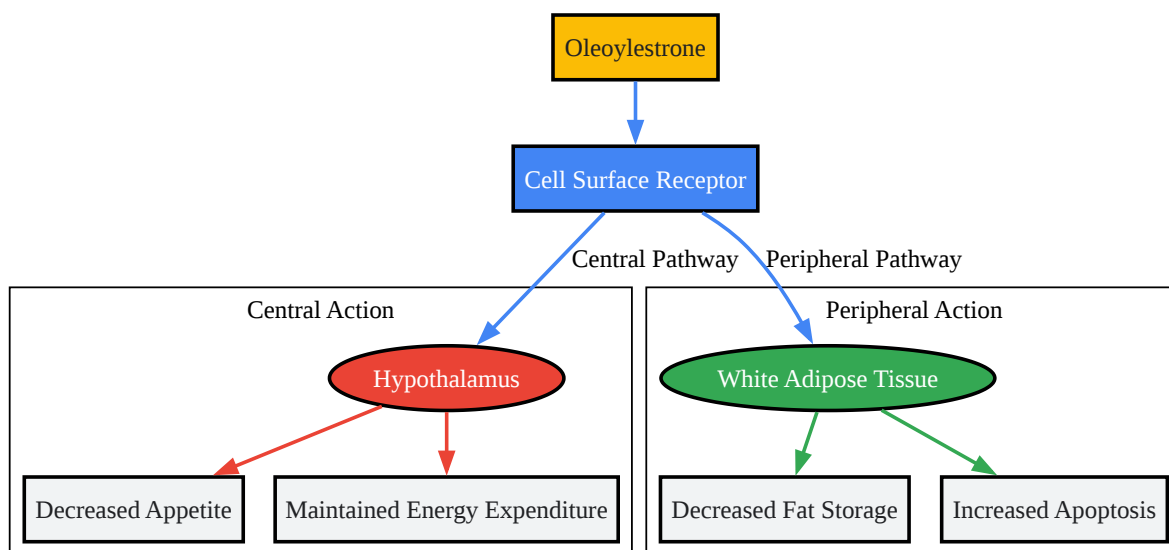 Oleoylestrone
Cell Surface Receptor
Central Pathway
Peripheral Pathway
Central Action
Peripheral Action
Hypothalamus
White Adipose Tissue
Decreased Appetite
Maintained Energy Expenditure
Decreased Fat Storage
Increased Apoptosis